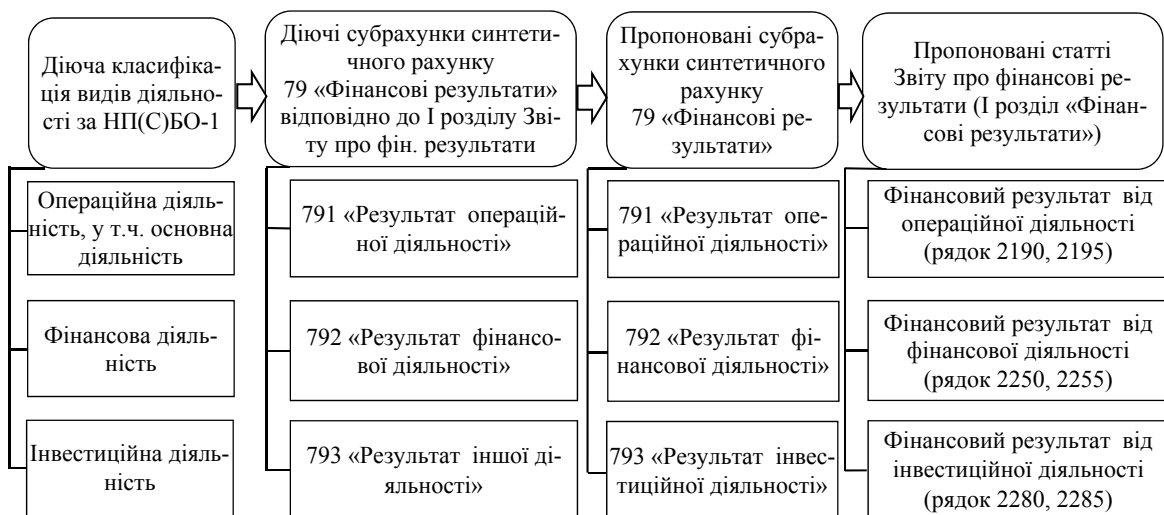 Діюча класифіка-
ція видів діяльно-
сті за НП(С)БО-1
Діючі субрахунки синтети-
чного рахунку
79 «Фінансові результати»
відповідно до І розділу Зві-
ту про фін. результати
Пропоновані субра-
хунки синтетичного
рахунку
79 «Фінансові ре-
зультати»
Пропоновані статті
Звіту про фінансові ре-
зультати (І розділ «Фінан-
сові результати»)
Операційна діяль-
ність, у т.ч. основна
діяльність
791 «Результат операцій-
ної діяльності»
791 «Результат опе-
раційної діяльності»
Фінансовий результат від
операційної діяльності
(рядок 2190, 2195)
Фінансова діяль-
ність
792 «Результат фінансо-
вої діяльності»
792 «Результат фі-
нансової діяльності»
Фінансовий результат від
фінансової діяльності
(рядок 2250, 2255)
Інвестиційна діяль-
ність
793 «Результат іншої ді-
яльності»
793 «Результат інвес-
тиційної діяльності»
Фінансовий результат від
інвестиційної діяльності
(рядок 2280, 2285)